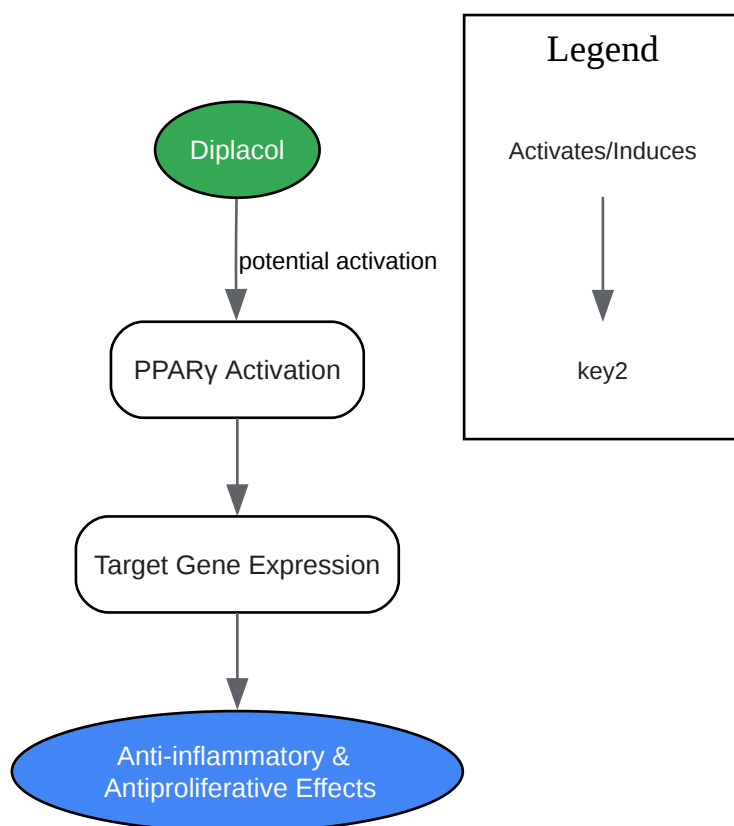 Legend
Diplacol
Activates/Induces
potential activation
PPARγ Activation
key2
Target Gene Expression
Anti-inflammatory &
Antiproliferative Effects